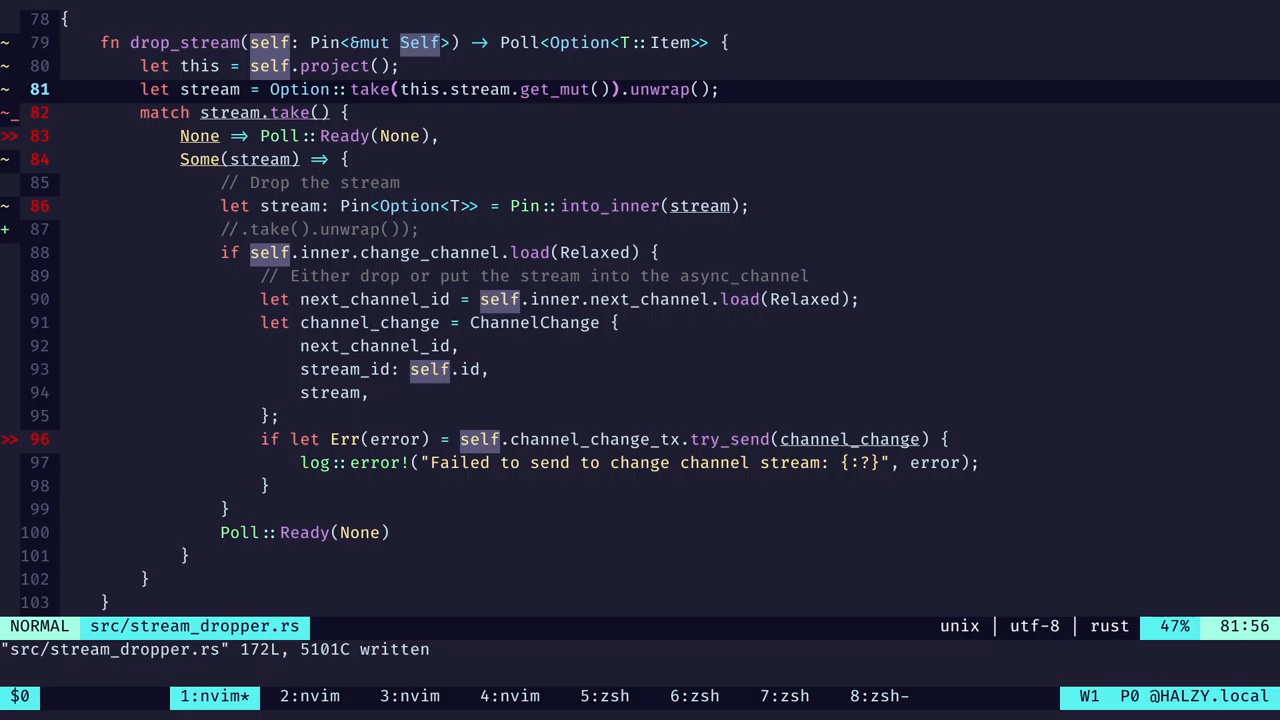 78 {
~ 79     fn drop_stream(self: Pin<&mut Self>) -> Poll<Option<T::Item>> {
~ 80         let this = self.project();
~ 81         let stream = Option::take(this.stream.get_mut()).unwrap();
~_ 82         match stream.take() {
>> 83             None => Poll::Ready(None),
~ 84             Some(stream) => {
85                 // Drop the stream
~ 86                 let stream: Pin<Option<T>> = Pin::into_inner(stream);
+ 87                 //.take().unwrap());
88                 if self.inner.change_channel.load(Relaxed) {
89                     // Either drop or put the stream into the async_channel
90                     let next_channel_id = self.inner.next_channel.load(Relaxed);
91                     let channel_change = ChannelChange {
92                         next_channel_id,
93                         stream_id: self.id,
94                         stream,
95                     };
>> 96                     if let Err(error) = self.channel_change_tx.try_send(channel_change) {
97                         log::error!("Failed to send to change channel stream: {:?}", error);
98                     }
99                 }
100                 Poll::Ready(None)
101             }
102         }
103     }
NORMAL src/stream_dropper.rs unix | utf-8 | rust 47% 81:56
"src/stream_dropper.rs" 172L, 5101C written
$0 1:nvim* 2:nvim 3:nvim 4:nvim 5:zsh 6:zsh 7:zsh 8:zsh- W1 P0 @HALZY.local